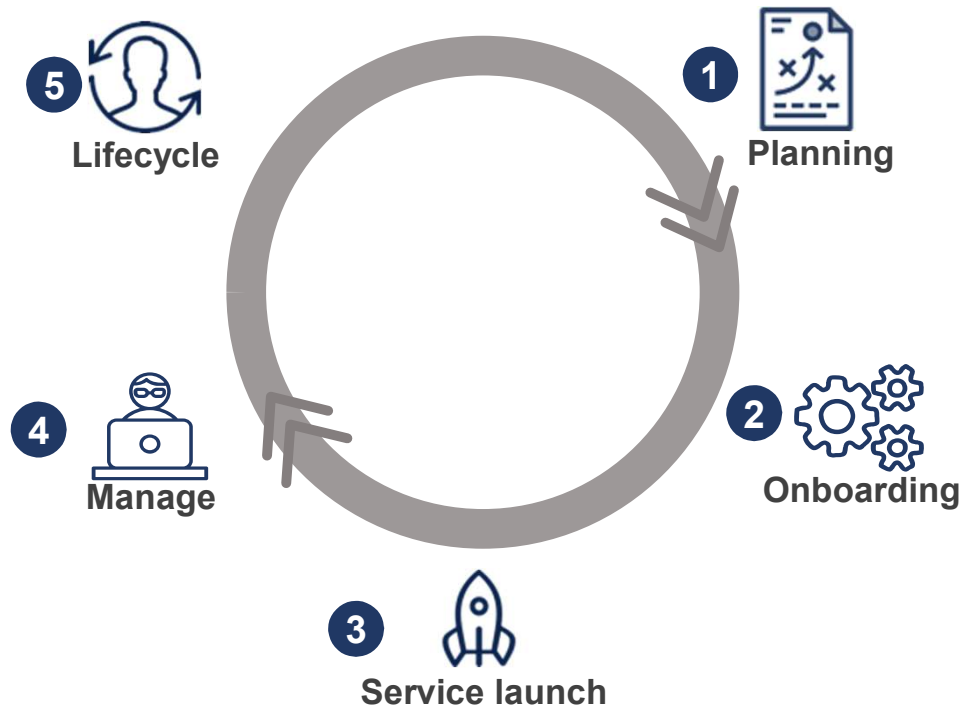 1
Planning
2
Onboarding
3
Service launch
4
Manage
5
Lifecycle